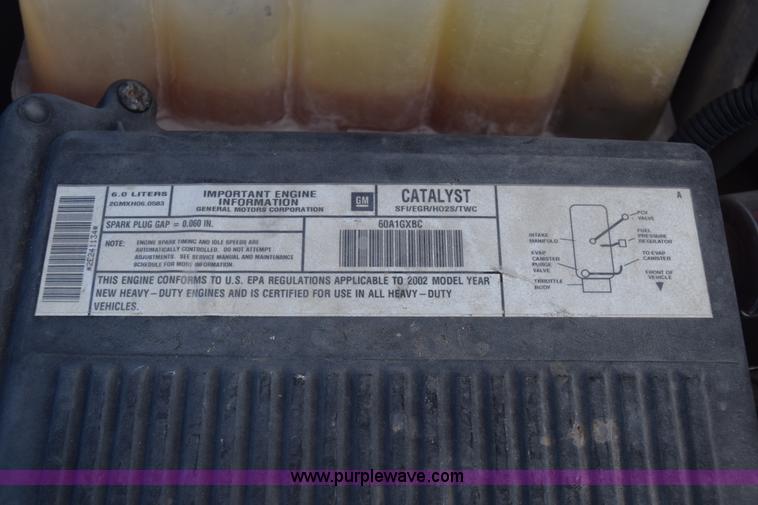 *2E241134*
6.0 LITERS
2GMXH06.0583
IMPORTANT ENGINE
INFORMATION
GENERAL MOTORS CORPORATION
GM
CATALYST
SFI/EGR/HO2S/TWC
SPARK PLUG GAP = 0.060 IN.
NOTE: ENGINE SPARK TIMING AND IDLE SPEEDS ARE
AUTOMATICALLY CONTROLLED. DO NOT ATTEMPT
ADJUSTMENTS. SEE SERVICE MANUAL AND MAINTENANCE
SCHEDULE FOR MORE INFORMATION.
60A1GXBC
THIS ENGINE CONFORMS TO U.S. EPA REGULATIONS APPLICABLE TO 2002 MODEL YEAR
NEW HEAVY-DUTY ENGINES AND IS CERTIFIED FOR USE IN ALL HEAVY-DUTY
VEHICLES.
A
PCV
VALVE
INTAKE
MANIFOLD
FUEL
PRESSURE
REGULATOR
EVAP
CANISTER
PURGE
VALVE
TO EVAP
CANISTER
THROTTLE
BODY
FRONT OF
VEHICLE
www.purplewave.com